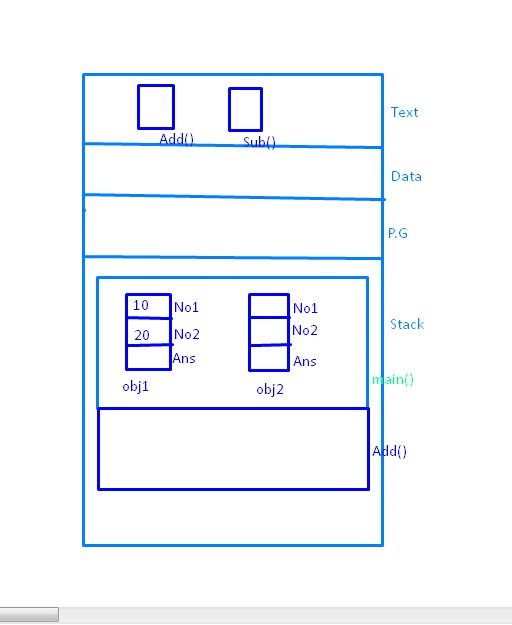 Text
Add()
Sub()
Data
P.G
Stack
10
No1
20
No2
Ans
obj1
No1
No2
Ans
obj2
main()
Add()